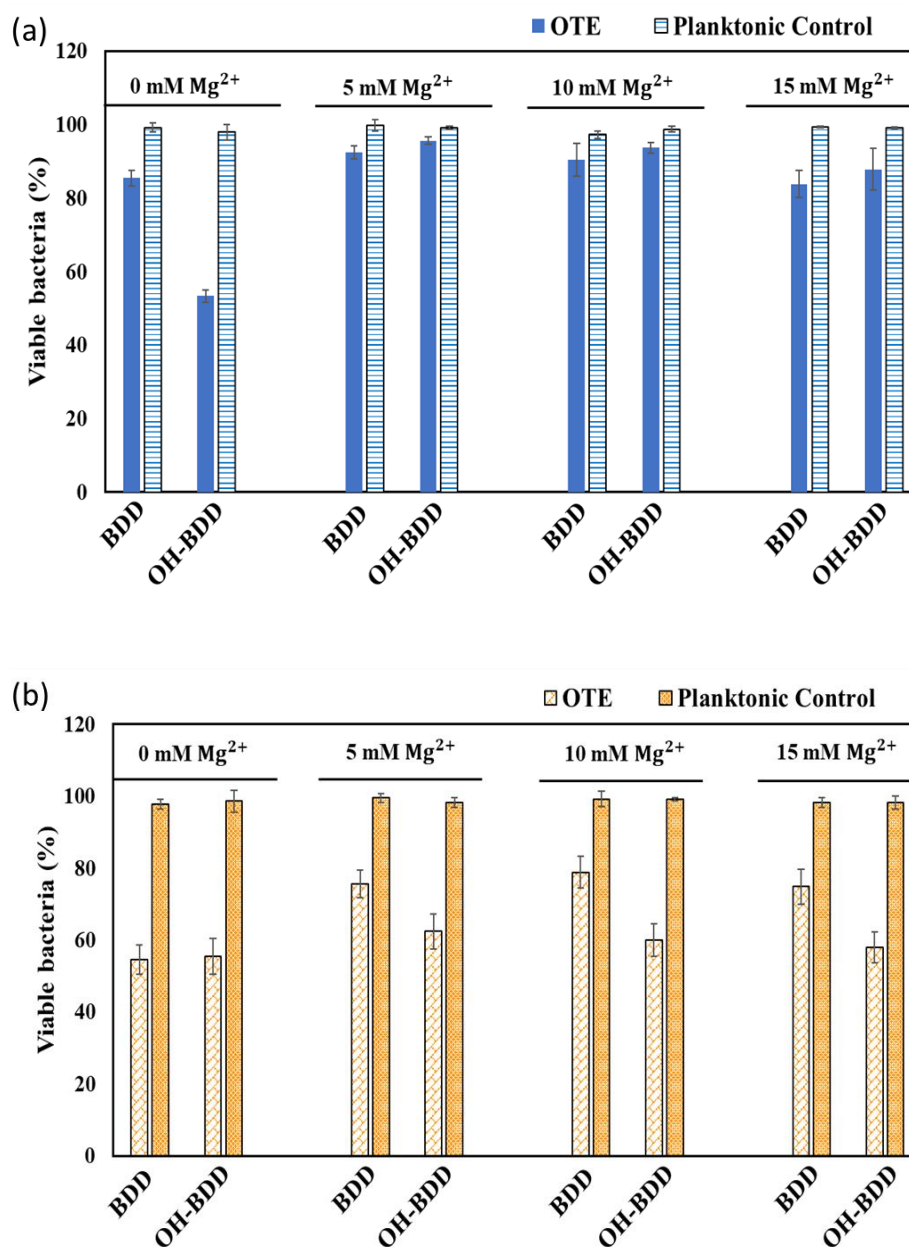 (a)
OTE Planktonic Control
120
100
80
60
40
20
0
Viable bacteria (%)
0 mM Mg²⁺ 5 mM Mg²⁺ 10 mM Mg²⁺ 15 mM Mg²⁺
BDD OH-BDD BDD OH-BDD BDD OH-BDD BDD OH-BDD
(b)
OTE Planktonic Control
120
100
80
60
40
20
0
Viable bacteria (%)
0 mM Mg²⁺ 5 mM Mg²⁺ 10 mM Mg²⁺ 15 mM Mg²⁺
BDD OH-BDD BDD OH-BDD BDD OH-BDD BDD OH-BDD